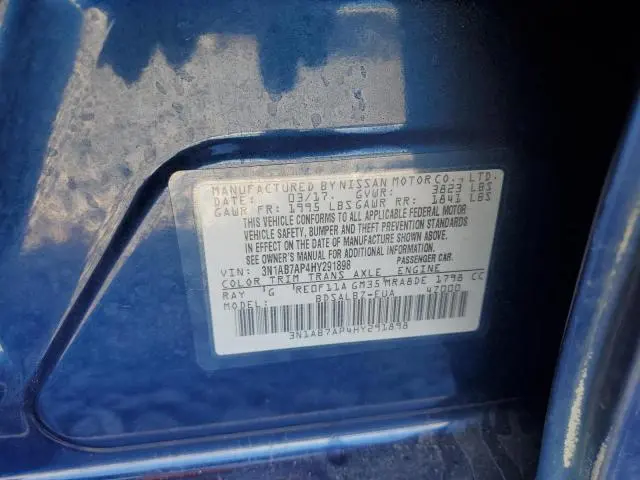 MANUFACTURED BY NISSAN MOTOR CO., LTD.
DATE: 03/17. GVWR: 3823 LBS
GAWR FR: 1995 LBS GAWR RR: 1841 LBS
THIS VEHICLE CONFORMS TO ALL APPLICABLE FEDERAL MOTOR
VEHICLE SAFETY, BUMPER AND THEFT PREVENTION STANDARDS
IN EFFECT ON THE DATE OF MANUFACTURE SHOWN ABOVE.
SEE OWNER'S MANUAL FOR ADDITIONAL INFORMATION.
VIN: 3N1AB7AP4HY291898 PASSENGER CAR.
COLOR TRIM TRANS AXLE ENGINE
RAY G RE0F11A GM35 MRA8DE 1798 CC
MODEL: BDSALB7-EUA 47000
3N1AB7AP4HY291898